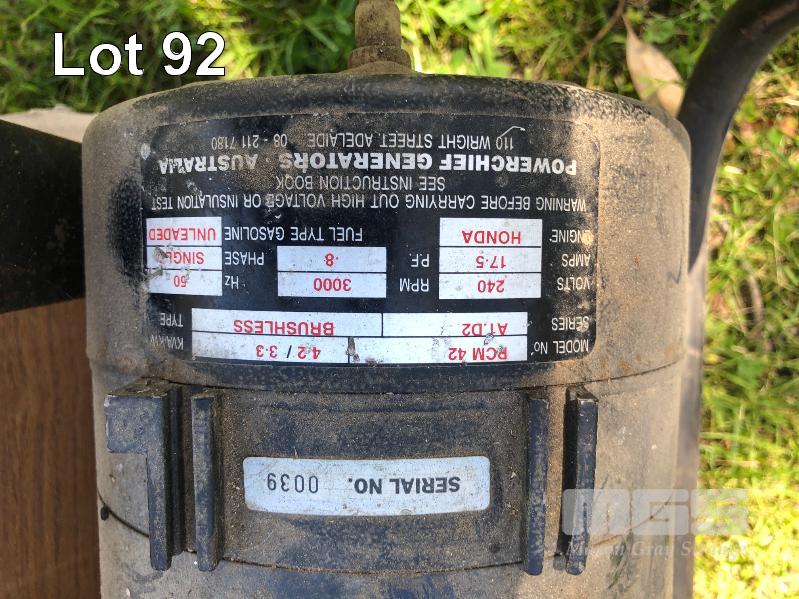 Lot 92
SERIAL NO. 0039
MODEL No. RCM 42 4·2 / 3·3 KVA/KW
SERIES AT.D2 BRUSHLESS TYPE
VOLTS 240 RPM 3000 Hz 50
AMPS 17·5 P.F. ·8 PHASE SINGLE
ENGINE HONDA FUEL TYPE GASOLINE UNLEADED
WARNING BEFORE CARRYING OUT HIGH VOLTAGE OR INSULATION TEST
SEE INSTRUCTION BOOK
POWERCHIEF GENERATORS · AUSTRALIA
110 WRIGHT STREET, ADELAIDE 08 - 211 7180
MGS
Mason Gray S